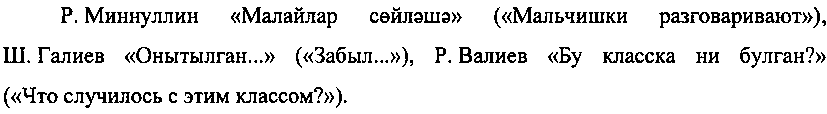 Р. Миннуллин «Малайлар сөйләшә» («Мальчишки разговаривают»),
Ш. Галиев «Онытылган...» («Забыл...»), Р. Валиев «Бу класска ни булган?»
(«Что случилось с этим классом?»).